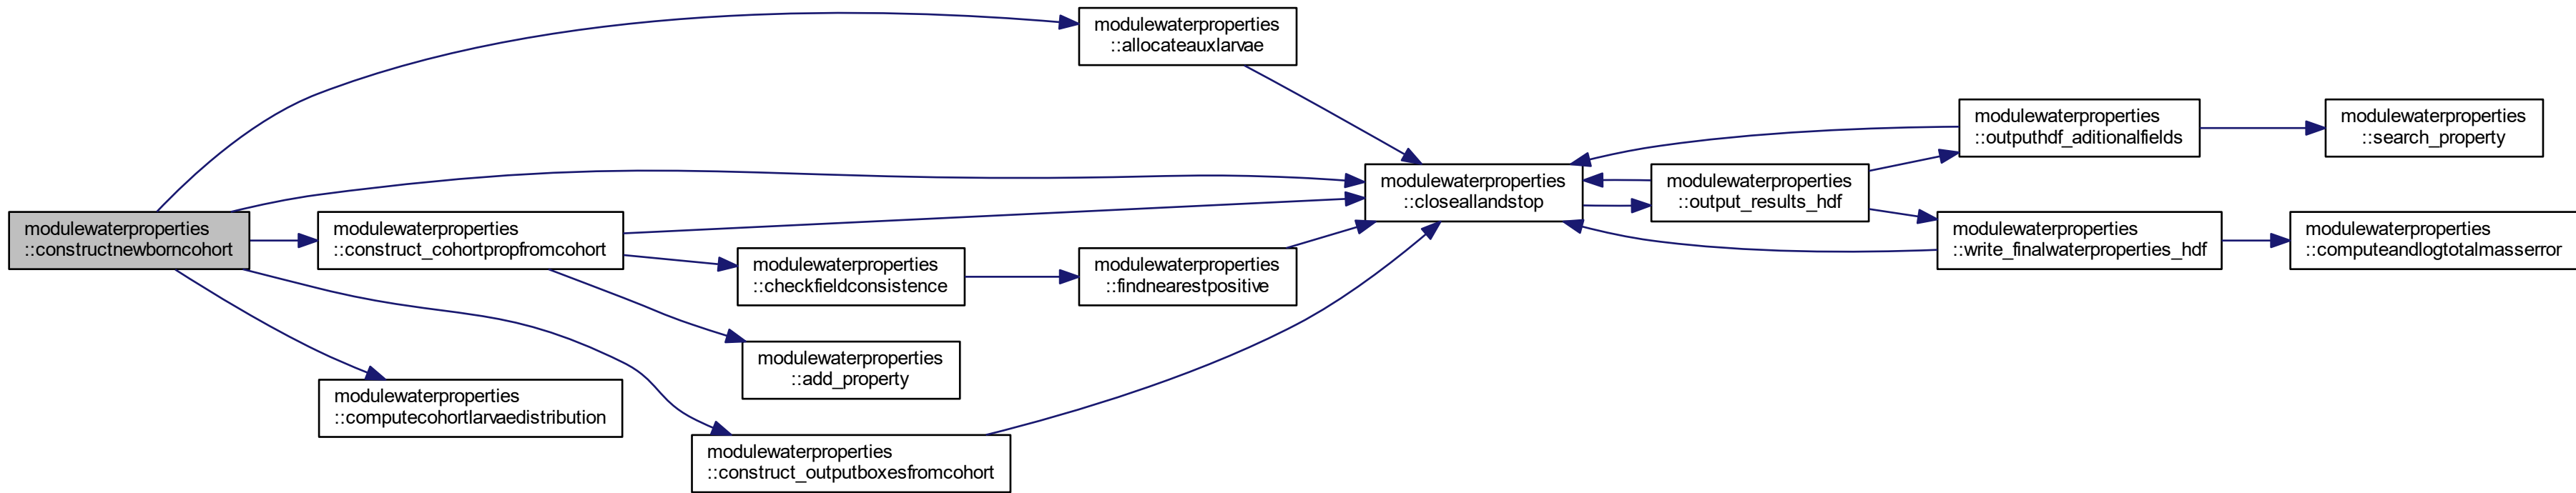 modulewaterproperties
::constructnewborncohort
modulewaterproperties
::allocateauxlarvae
modulewaterproperties
::closeallandstop
modulewaterproperties
::construct_cohortpropfromcohort
modulewaterproperties
::computecohortlarvaedistribution
modulewaterproperties
::construct_outputboxesfromcohort
modulewaterproperties
::checkfieldconsistence
modulewaterproperties
::add_property
modulewaterproperties
::findnearestpositive
modulewaterproperties
::output_results_hdf
modulewaterproperties
::outputhdf_aditionalfields
modulewaterproperties
::write_finalwaterproperties_hdf
modulewaterproperties
::search_property
modulewaterproperties
::computeandlogtotalmasserror